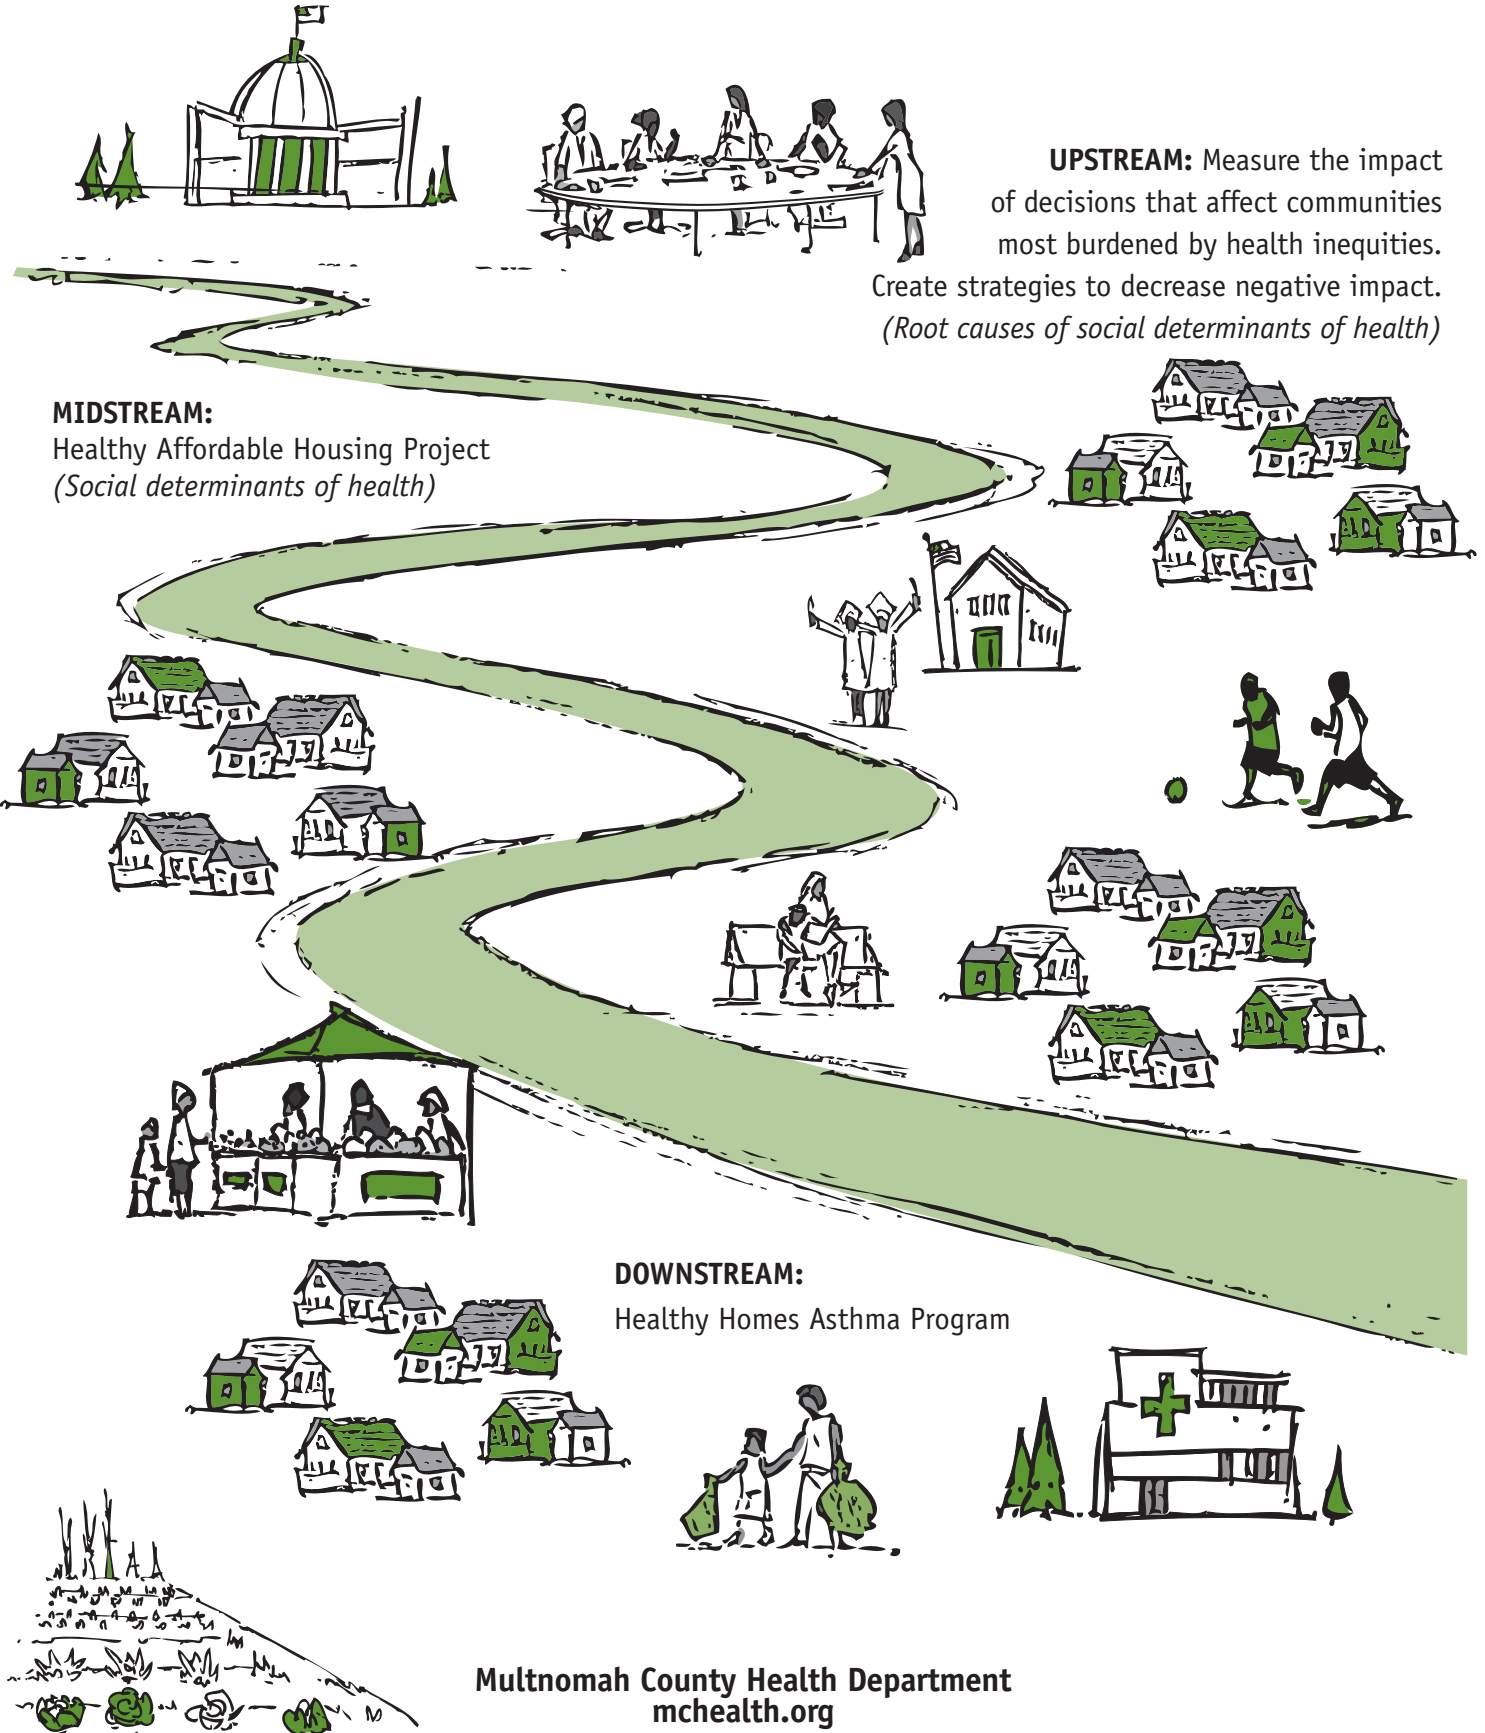 UPSTREAM: Measure the impact
of decisions that affect communities
most burdened by health inequities.
Create strategies to decrease negative impact.
(Root causes of social determinants of health)
MIDSTREAM:
Healthy Affordable Housing Project
(Social determinants of health)
DOWNSTREAM:
Healthy Homes Asthma Program
Multnomah County Health Department
mchealth.org